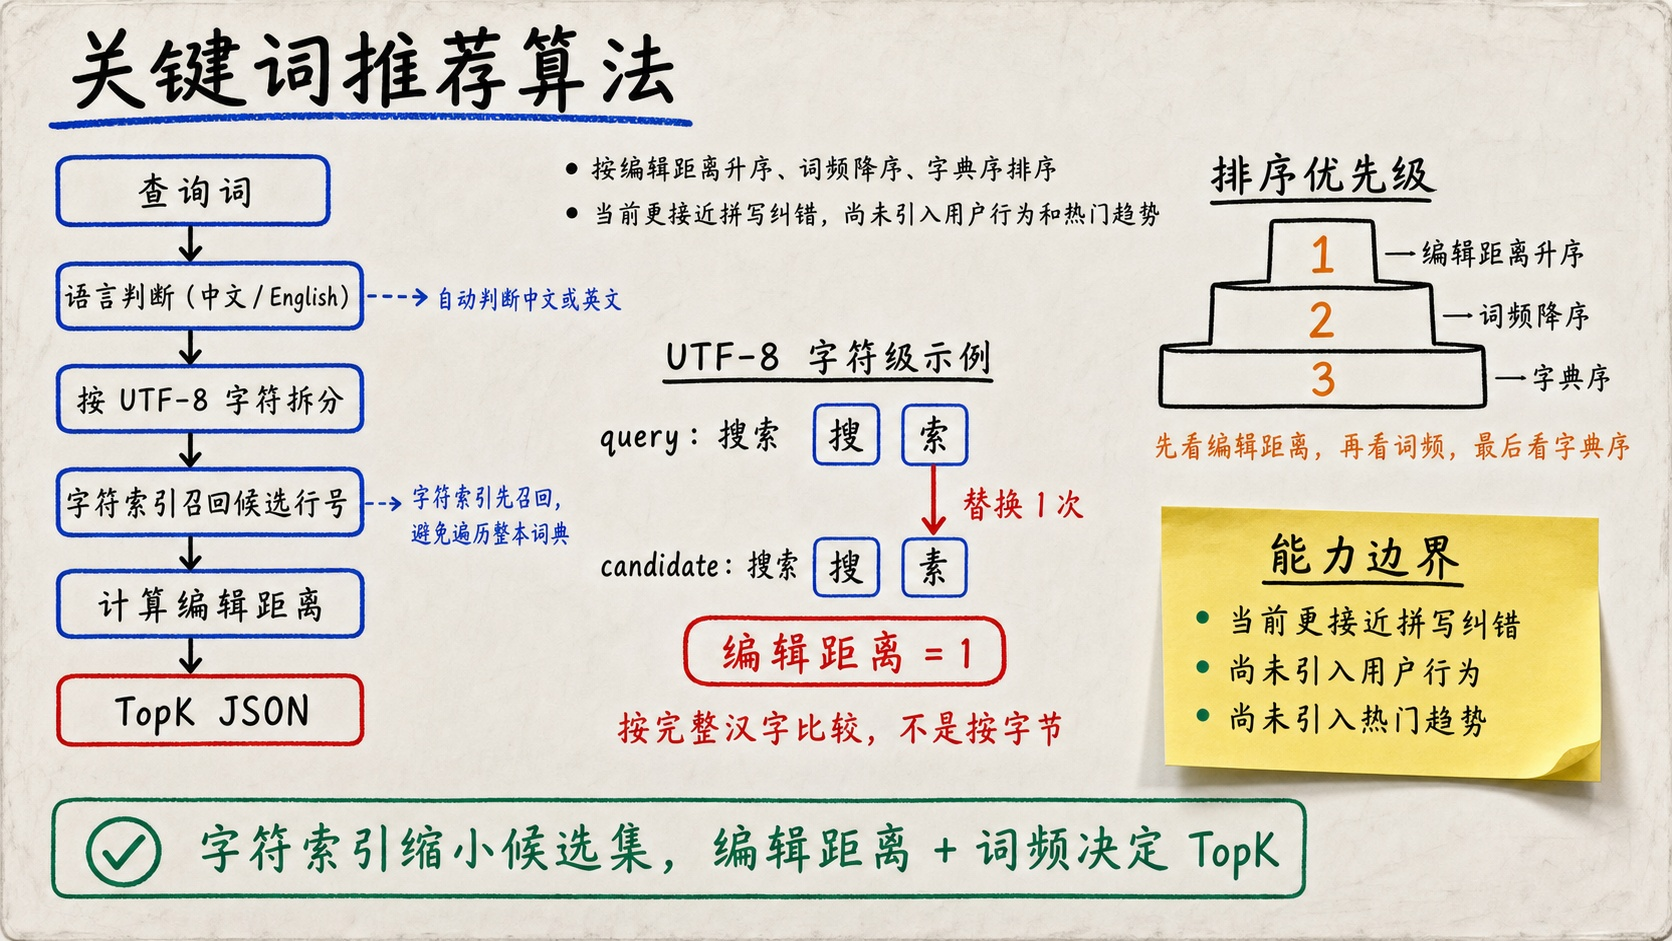 关键词推荐算法
查询词
语言判断（中文/English）
自动判断中文或英文
按 UTF-8 字符拆分
字符索引召回候选行号
字符索引先召回，
避免遍历整本词典
计算编辑距离
TopK JSON
• 按编辑距离升序、词频降序、字典序排序
• 当前更接近拼写纠错，尚未引入用户行为和热门趋势
UTF-8 字符级示例
query：搜索 搜 索
替换 1 次
candidate：搜索 搜 素
编辑距离 = 1
按完整汉字比较，不是按字节
排序优先级
1 编辑距离升序
2 词频降序
3 字典序
先看编辑距离，再看词频，最后看字典序
能力边界
• 当前更接近拼写纠错
• 尚未引入用户行为
• 尚未引入热门趋势
字符索引缩小候选集，编辑距离 + 词频决定 TopK